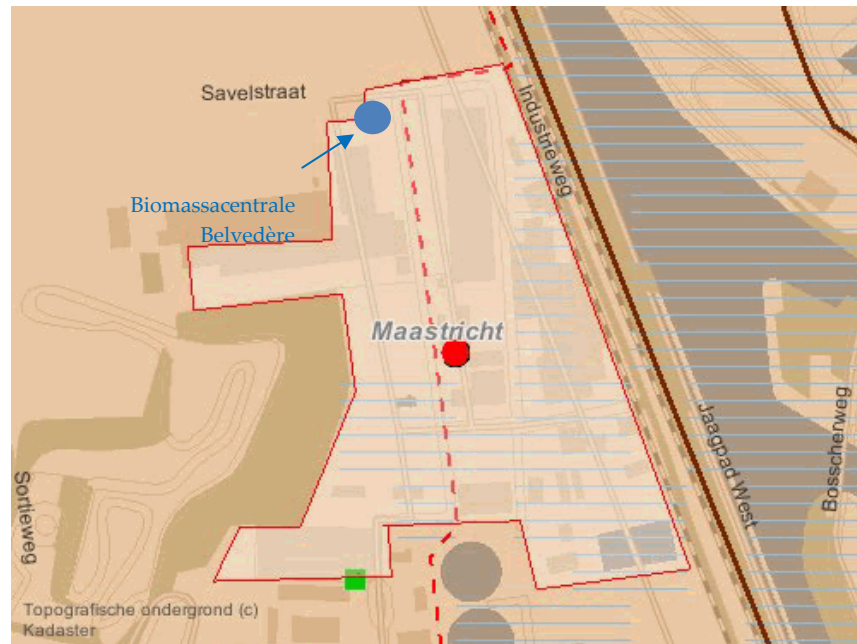 Savelstraat
Industrieweg
Biomassacentrale
Belvedère
Maastricht
Jaagpad West
Bosscherweg
Sortieweg
Topografische ondergrond (c)
Kadaster